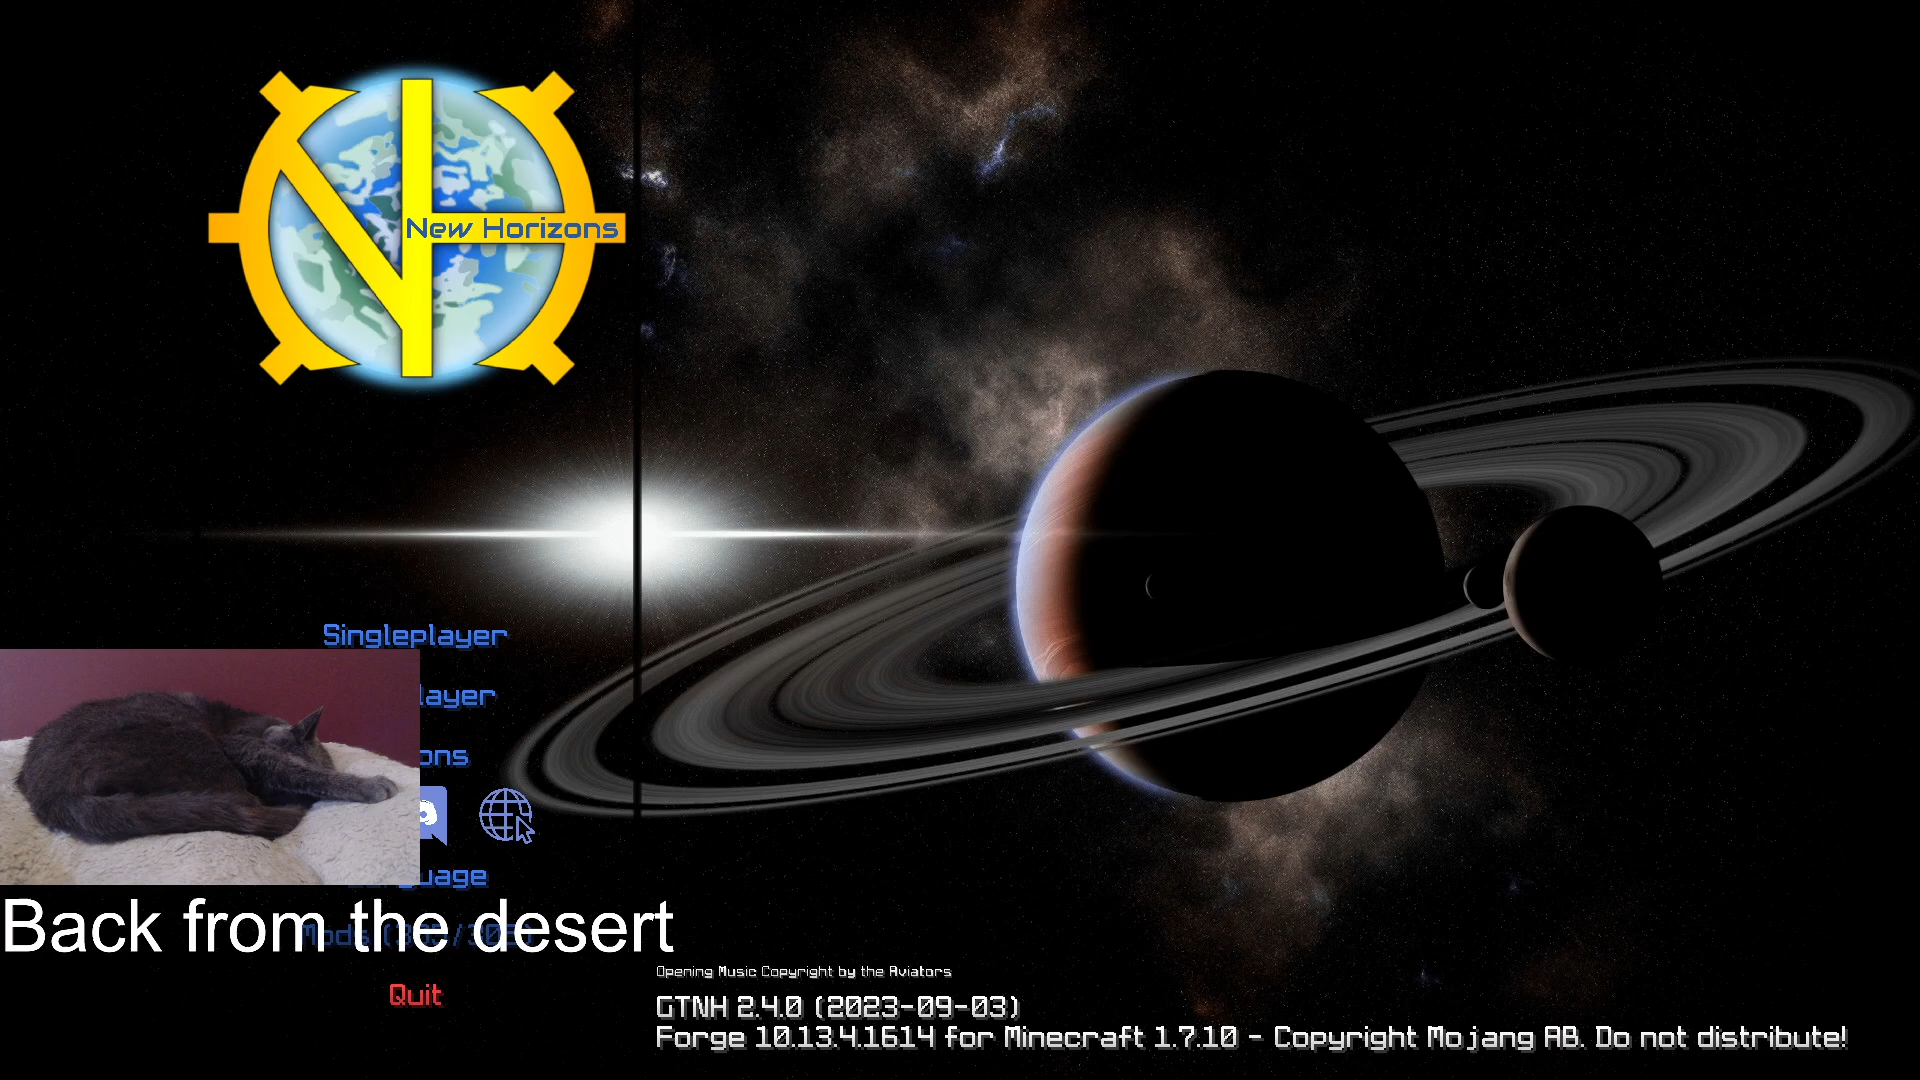 New Horizons
Singleplayer
layer
ons
uage
Back from the desert
Mods
Quit
Opening Music Copyright by the Aviators
GTNH 2.4.0 (2023-09-03)
Forge 10.13.4.1614 for Minecraft 1.7.10 - Copyright Mojang AB. Do not distribute!